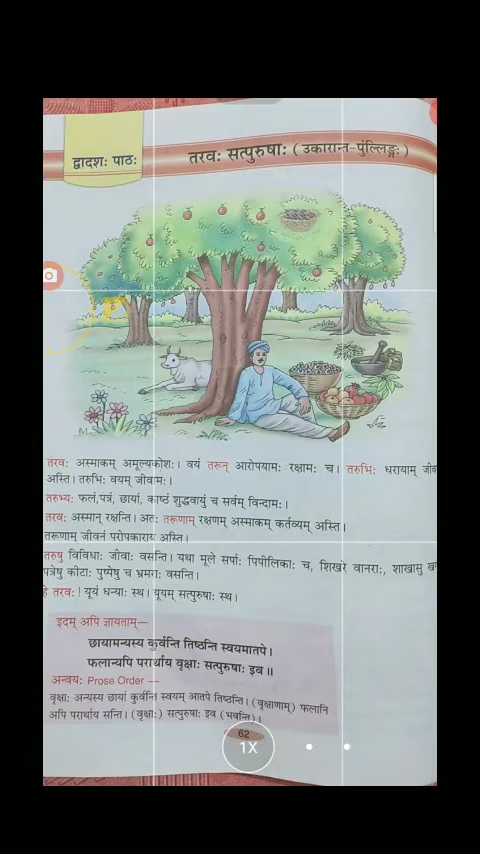 द्वादशः पाठः
तरवः सत्पुरुषाः ( उकारान्त-पुंल्लिङ्गः )
तरवः अस्माकम् अमूल्यकोशः। वयं तरून् आरोपयामः रक्षामः च। तरुभिः धरायाम्
अस्ति। तरुभिः वयम् जीवामः।
तरुभ्यः फलं,पत्रं, छायां, काष्ठं शुद्धवायुं च सर्वम् विन्दामः।
तरवः अस्मान् रक्षन्ति। अतः तरूणाम् रक्षणम् अस्माकम् कर्तव्यम् अस्ति।
तरूणाम् जीवनं परोपकाराय अस्ति।
तरुषु विविधाः जीवाः वसन्ति। यथा मूले सर्पाः पिपीलिकाः च, शिखरे वानराः, शाखासु
पत्रेषु कीटाः पुष्पेषु च भ्रमराः वसन्ति।
हे तरवः! यूयं धन्याः स्थ। यूयम् सत्पुरुषाः स्थ।
इदम् अपि ज्ञायताम्—
छायामन्यस्य कुर्वन्ति तिष्ठन्ति स्वयमातपे।
फलान्यपि परार्थाय वृक्षाः सत्पुरुषाः इव॥
अन्वयः Prose Order —
वृक्षाः अन्यस्य छायां कुर्वन्ति स्वयम् आतपे तिष्ठन्ति। (वृक्षाणाम्) फलानि
अपि परार्थाय सन्ति। (वृक्षाः) सत्पुरुषाः इव (भवन्ति)।
62
1X